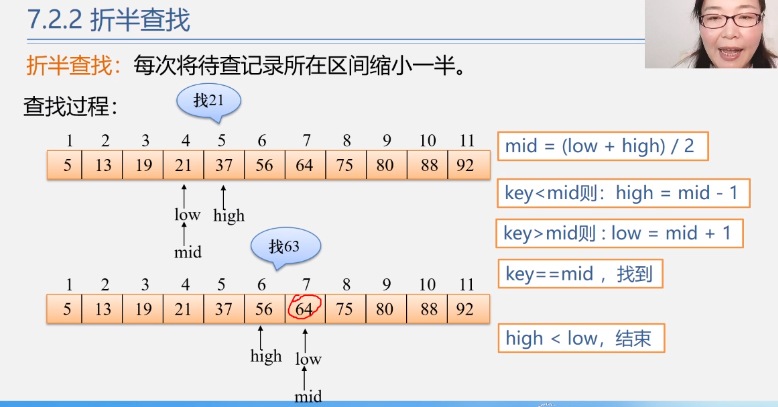 7.2.2 折半查找
折半查找：每次将待查记录所在区间缩小一半。
查找过程：
找21
1 2 3 4 5 6 7 8 9 10 11
5 13 19 21 37 56 64 75 80 88 92
low high
mid
找63
1 2 3 4 5 6 7 8 9 10 11
5 13 19 21 37 56 64 75 80 88 92
high low
mid
mid = (low + high) / 2
key<mid则：high = mid - 1
key>mid则 : low = mid + 1
key==mid ，找到
high < low，结束